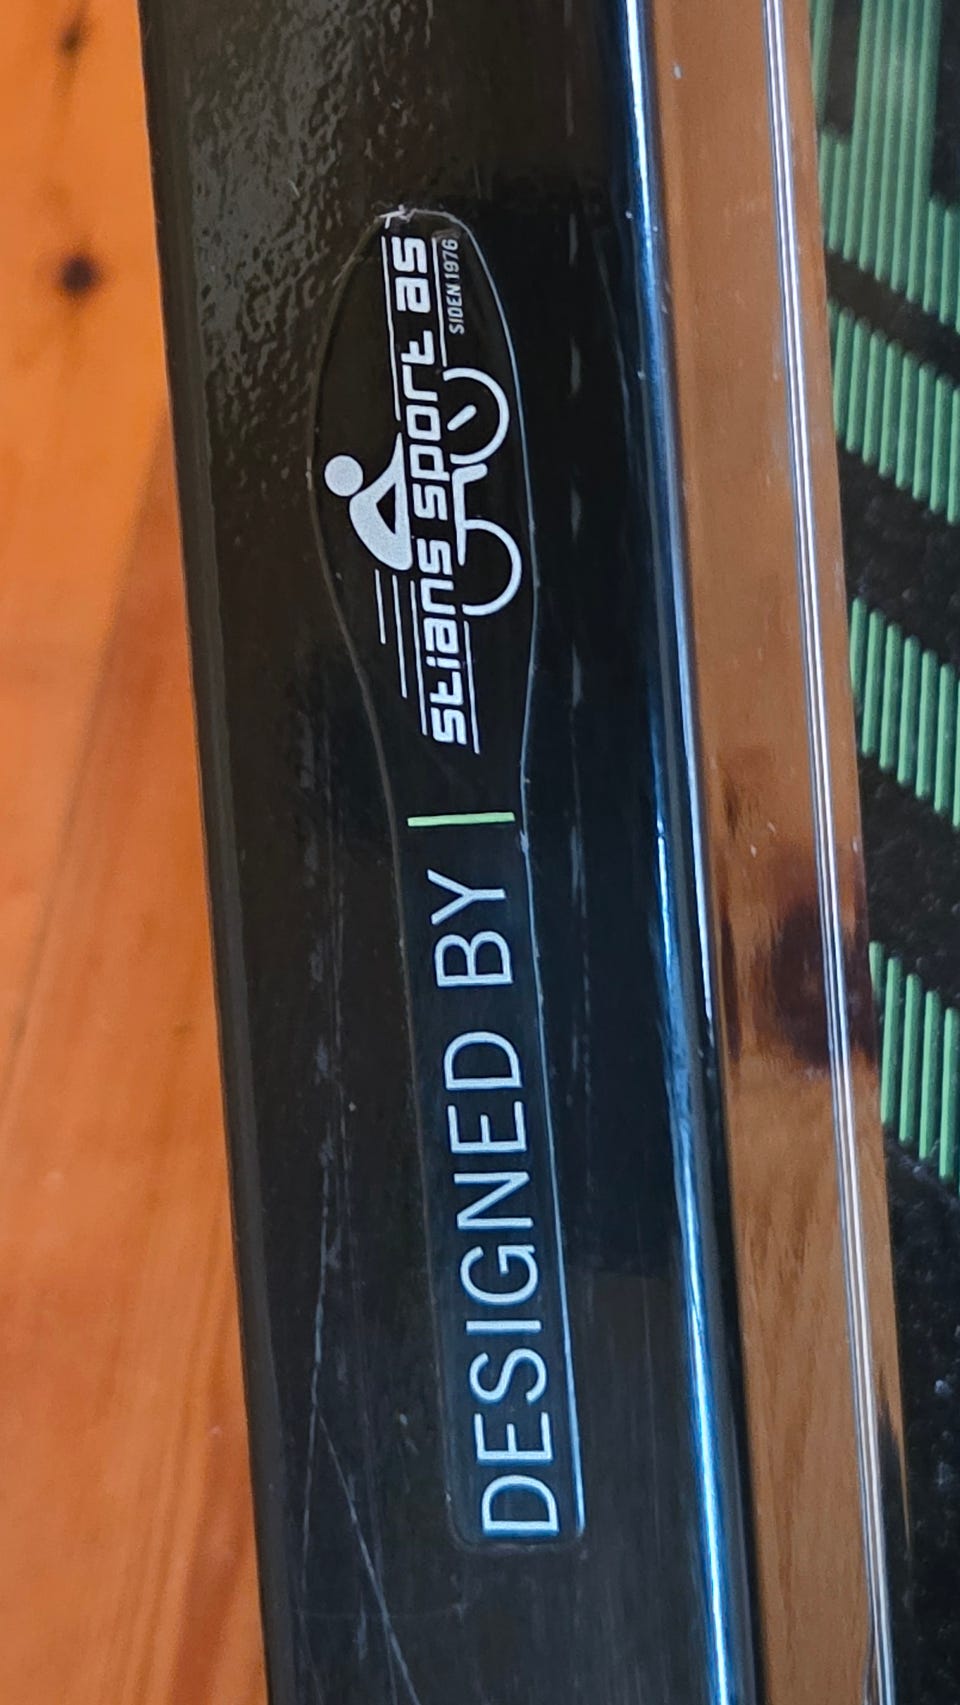 DESIGNED BY
stians sport as
SIDEN 1976